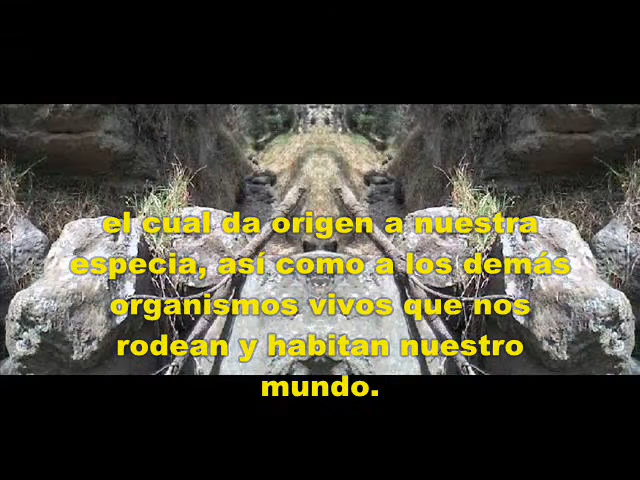 el cual da origen a nuestra
especia, así como a los demás
organismos vivos que nos
rodean y habitan nuestro
mundo.